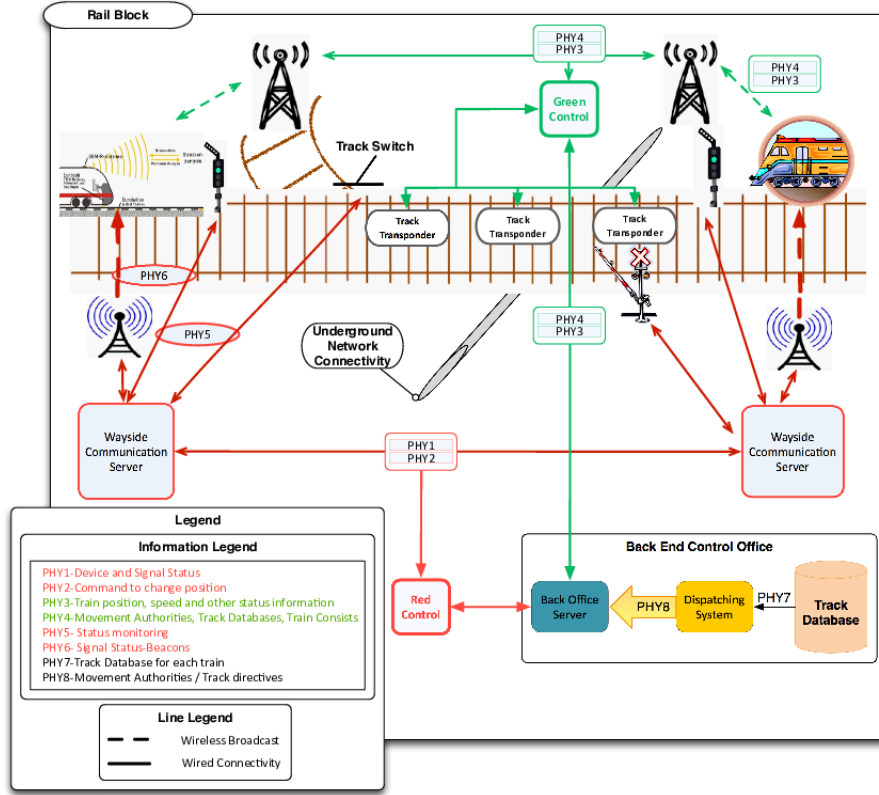 Rail Block
PHY4
PHY3
PHY4
PHY3
Green
Control
Track Switch
Track
Transponder
Track
Transponder
Track
Transponder
PHY6
PHY5
PHY4
PHY3
Underground
Network
Connectivity
Wayside
Communication
Server
PHY1
PHY2
Wayside
Ccommunication
Server
Legend
Information Legend
PHY1-Device and Signal Status
PHY2-Command to change position
PHY3-Train position, speed and other status information
PHY4-Movement Authorities, Track Databases, Train Consists
PHY5- Status monitoring
PHY6- Signal Status-Beacons
PHY7-Track Database for each train
PHY8-Movement Authorities / Track directives
Line Legend
Wireless Broadcast
Wired Connectivity
Red
Control
Back End Control Office
Back Office
Server
PHY8
Dispatching
System
PHY7
Track
Database